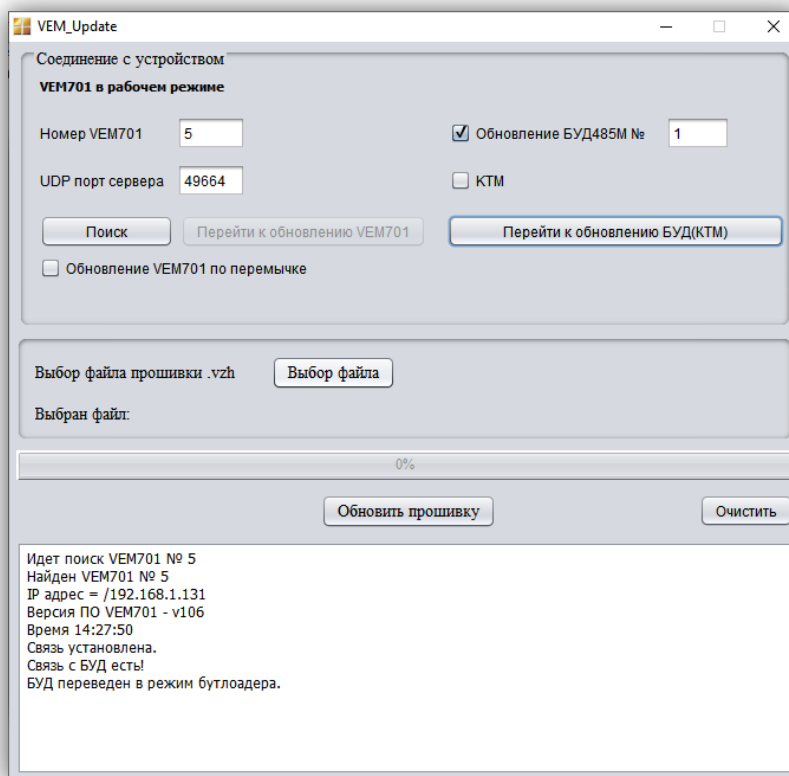 VEM_Update
Соединение с устройством
VEM701 в рабочем режиме
Номер VEM701 5 Обновление БУД485М № 1
UDP порт сервера 49664 КТМ
Поиск Перейти к обновлению VEM701 Перейти к обновлению БУД(КТМ)
Обновление VEM701 по перемычке
Выбор файла прошивки .vzh Выбор файла
Выбран файл:
0%
Обновить прошивку Очистить
Идет поиск VEM701 № 5
Найден VEM701 № 5
IP адрес = /192.168.1.131
Версия ПО VEM701 - v106
Время 14:27:50
Связь установлена.
Связь с БУД есть!
БУД переведен в режим бутлоадера.